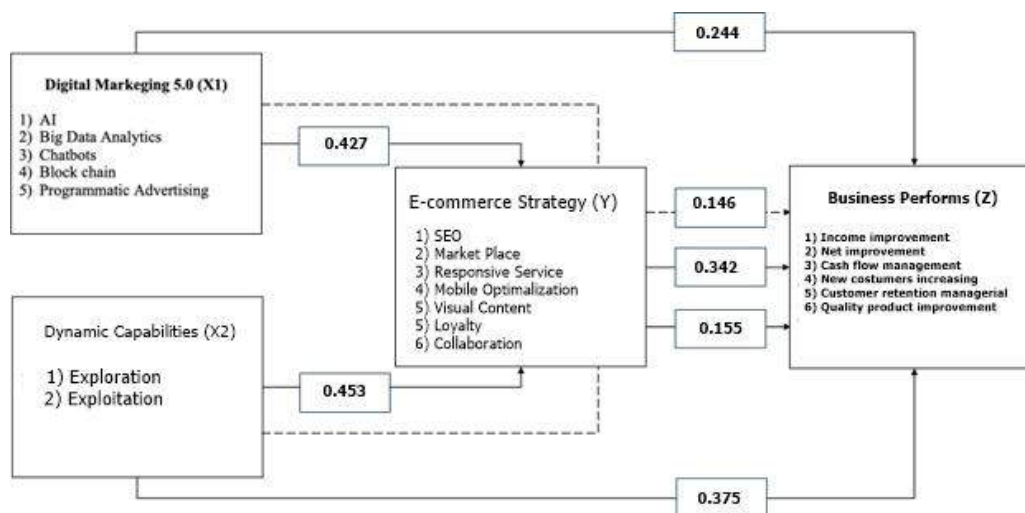 0.244
Digital Markeging 5.0 (X1)
1) AI
2) Big Data Analytics
3) Chatbots
4) Block chain
5) Programmatic Advertising
0.427
E-commerce Strategy (Y)
1) SEO
2) Market Place
3) Responsive Service
4) Mobile Optimalization
5) Visual Content
5) Loyalty
6) Collaboration
0.146
0.342
0.155
Business Performs (Z)
1) Income improvement
2) Net improvement
3) Cash flow management
4) New costumers increasing
5) Customer retention managerial
6) Quality product improvement
Dynamic Capabilities (X2)
1) Exploration
2) Exploitation
0.453
0.375